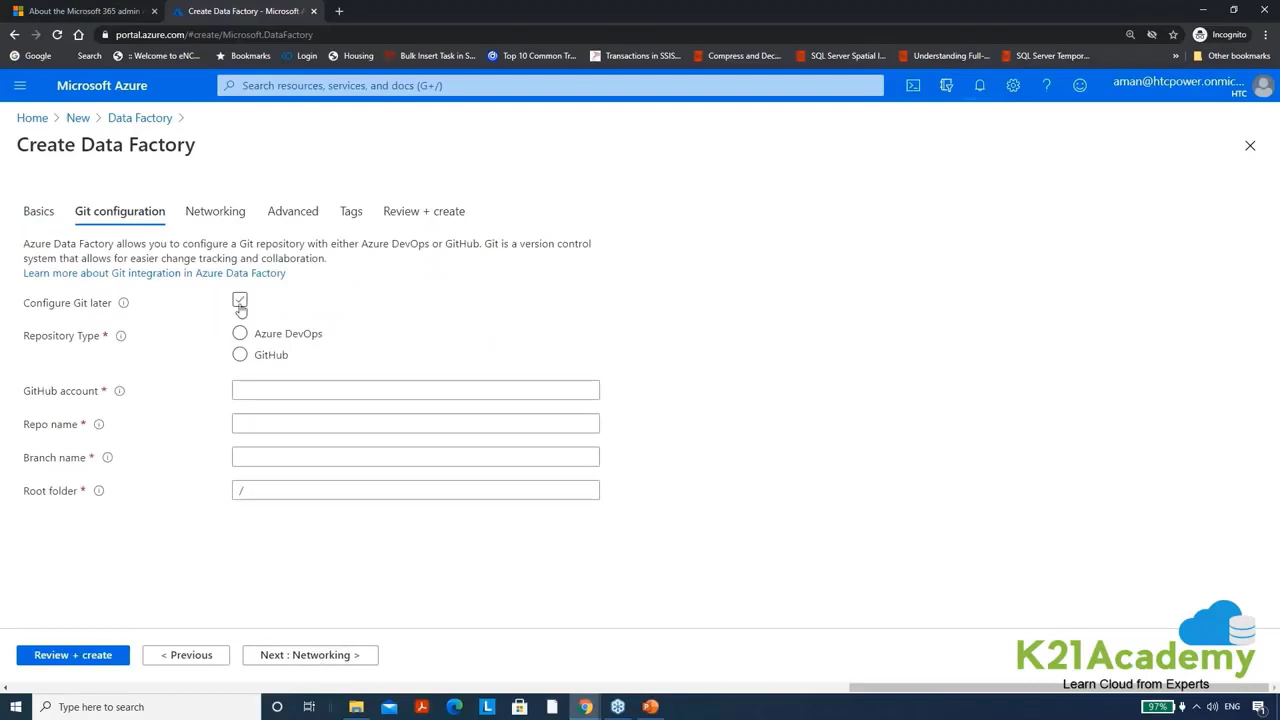 About the Microsoft 365 admin
Create Data Factory - Microsoft A
portal.azure.com/#create/Microsoft.DataFactory
Incognito
Google
Search
:: Welcome to eNC...
Bookmarks
Login
Housing
Bulk Insert Task in...
Top 10 Common Tr...
Transactions in SSIS...
Compress and Dec...
SQL Server Spatial I...
Understanding Full-...
SQL Server Tempor...
»
Other bookmarks
Microsoft Azure
Search resources, services, and docs (G+/)
aman@htcpower.onmic...
HTC
Home > New > Data Factory >
Create Data Factory
Basics
Git configuration
Networking
Advanced
Tags
Review + create
Azure Data Factory allows you to configure a Git repository with either Azure DevOps or GitHub. Git is a version control
system that allows for easier change tracking and collaboration.
Learn more about Git integration in Azure Data Factory
Configure Git later
Repository Type *
Azure DevOps
GitHub
GitHub account *
Repo name *
Branch name *
Root folder *
/
Review + create
< Previous
Next : Networking >
K21Academy
Learn Cloud from Experts
Type here to search
97%
ENG